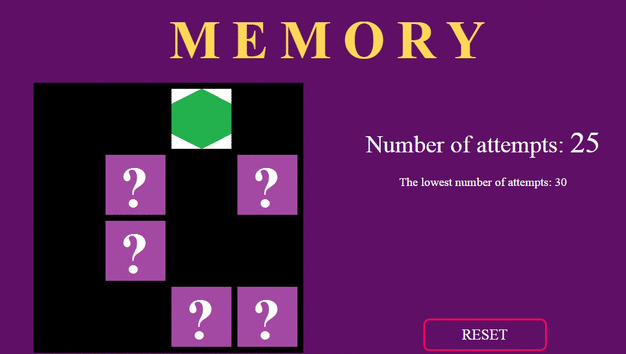 MEMORY
Number of attempts: 25
? ?
The lowest number of attempts: 30
?
? ?
RESET